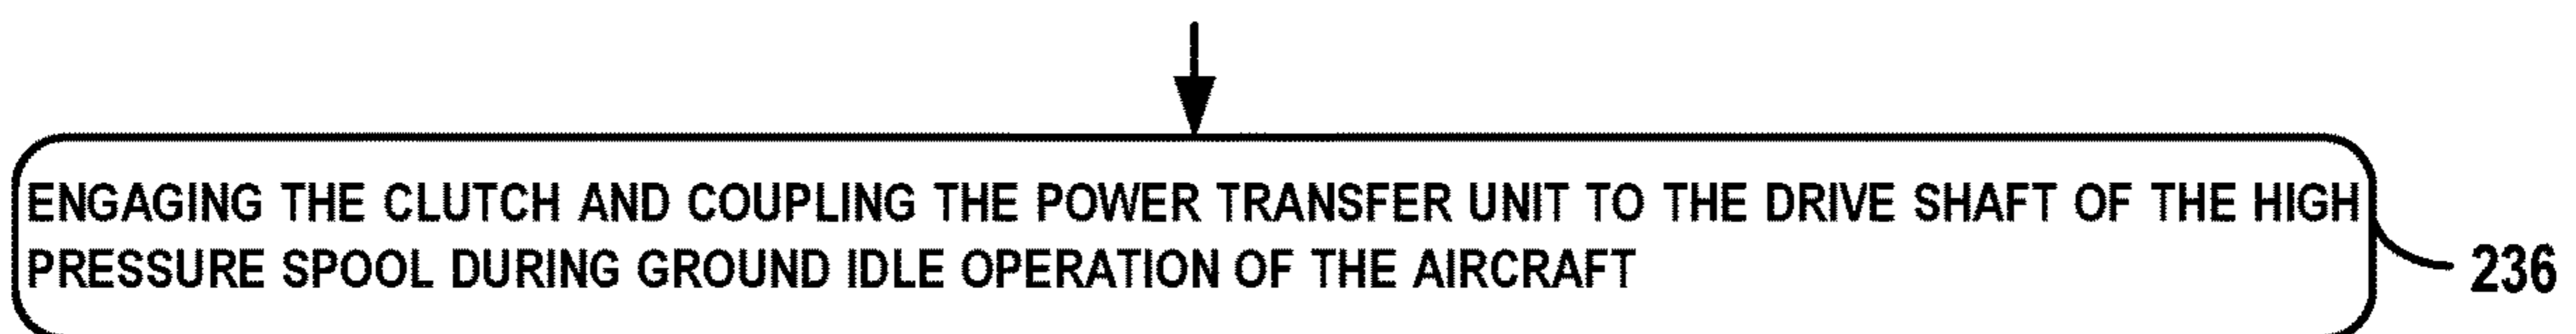 ENGAGING THE CLUTCH AND COUPLING THE POWER TRANSFER UNIT TO THE DRIVE SHAFT OF THE HIGH
PRESSURE SPOOL DURING GROUND IDLE OPERATION OF THE AIRCRAFT
236